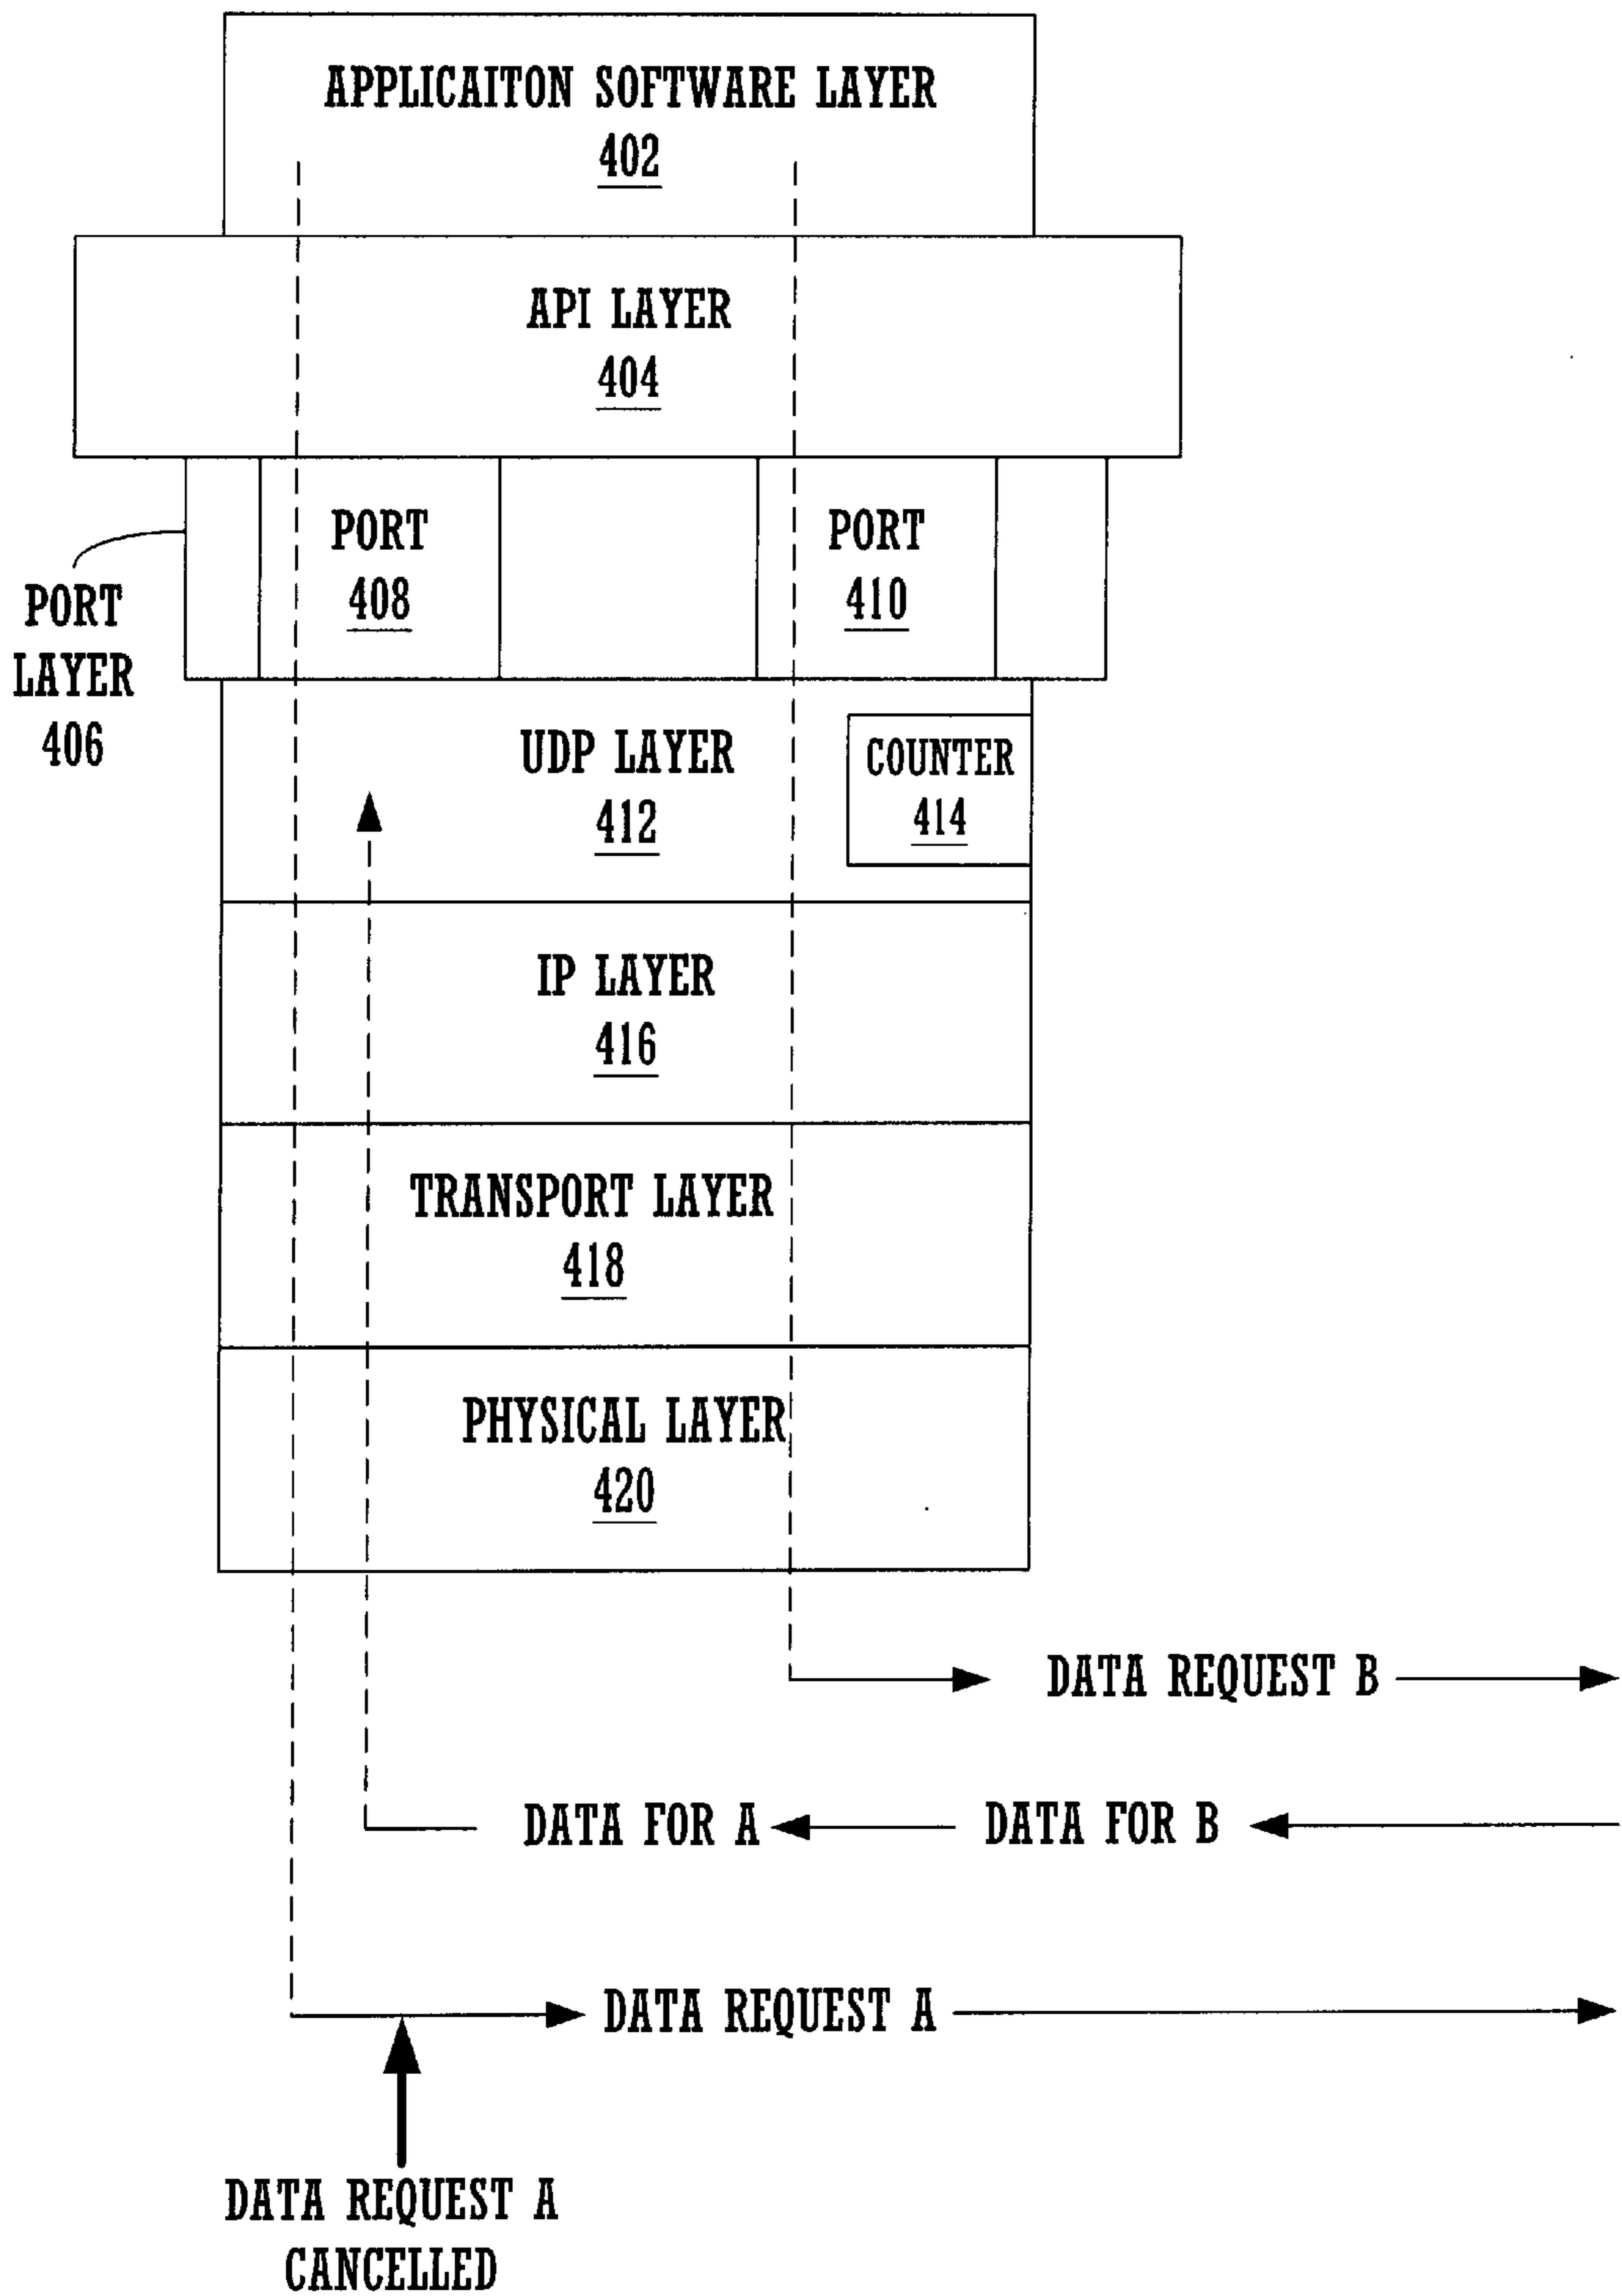 APPLICAITON SOFTWARE LAYER
402
API LAYER
404
PORT
408
PORT
410
PORT
LAYER
406
UDP LAYER
412
COUNTER
414
IP LAYER
416
TRANSPORT LAYER
418
PHYSICAL LAYER
420
DATA REQUEST B
DATA FOR A
DATA FOR B
DATA REQUEST A
DATA REQUEST A
CANCELLED